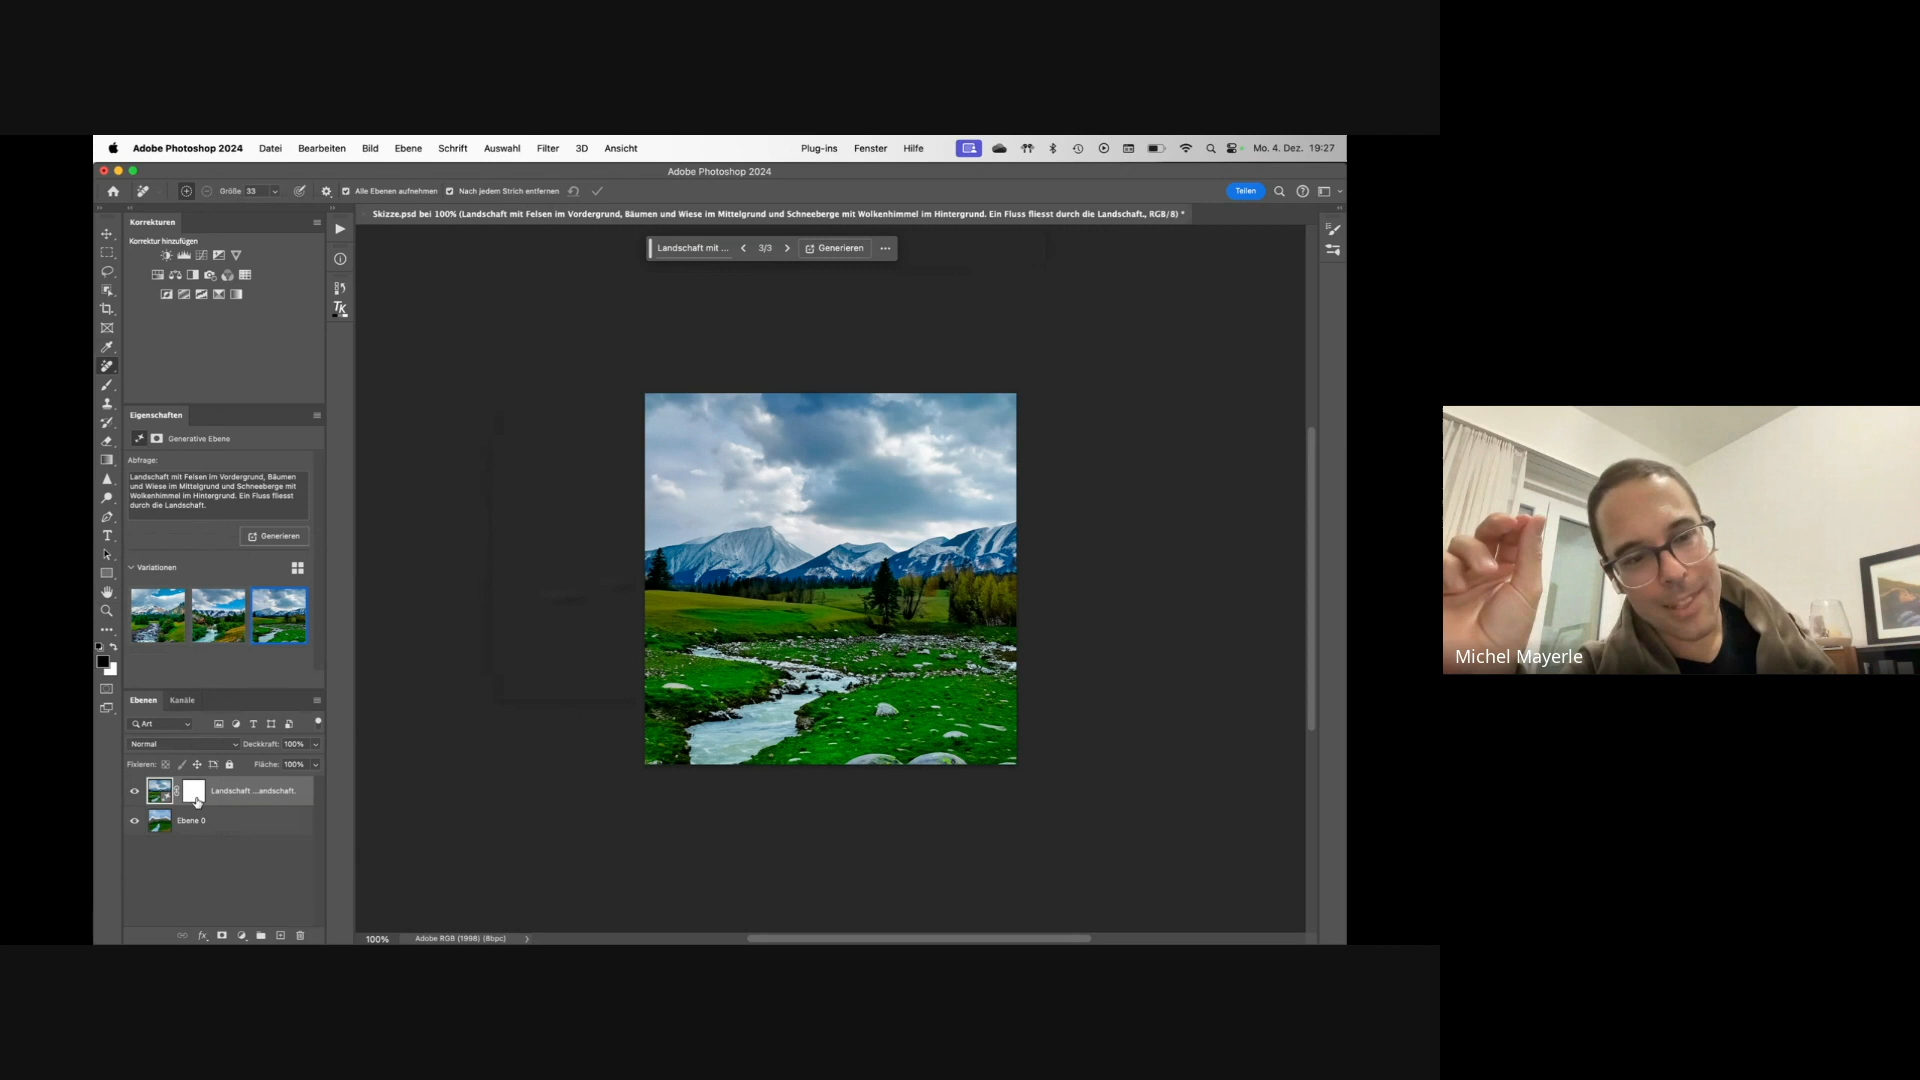 Adobe Photoshop 2024 Datei Bearbeiten Bild Ebene Schrift Auswahl Filter 3D Ansicht Plug-ins Fenster Hilfe Mo. 4. Dez. 19:27
Adobe Photoshop 2024
Größe 33 Alle Ebenen aufnehmen Nach jedem Strich entfernen Teilen
Skizze.psd bei 100% (Landschaft mit Felsen im Vordergrund, Bäumen und Wiese im Mittelgrund und Schneeberge mit Wolkenhimmel im Hintergrund. Ein Fluss fliesst durch die Landschaft., RGB/8) *
Korrekturen
Korrektur hinzufügen
Landschaft mit ... 3/3 Generieren
TK
Eigenschaften
Generative Ebene
Abfrage:
Landschaft mit Felsen im Vordergrund, Bäumen
und Wiese im Mittelgrund und Schneeberge mit
Wolkenhimmel im Hintergrund. Ein Fluss fliesst
durch die Landschaft.
Generieren
Variationen
Ebenen Kanäle
Art
Normal Deckkraft: 100%
Fixieren: Fläche: 100%
Landschaft ...andschaft.
Ebene 0
fx
100% Adobe RGB (1998) (8bpc)
Michel Mayerle